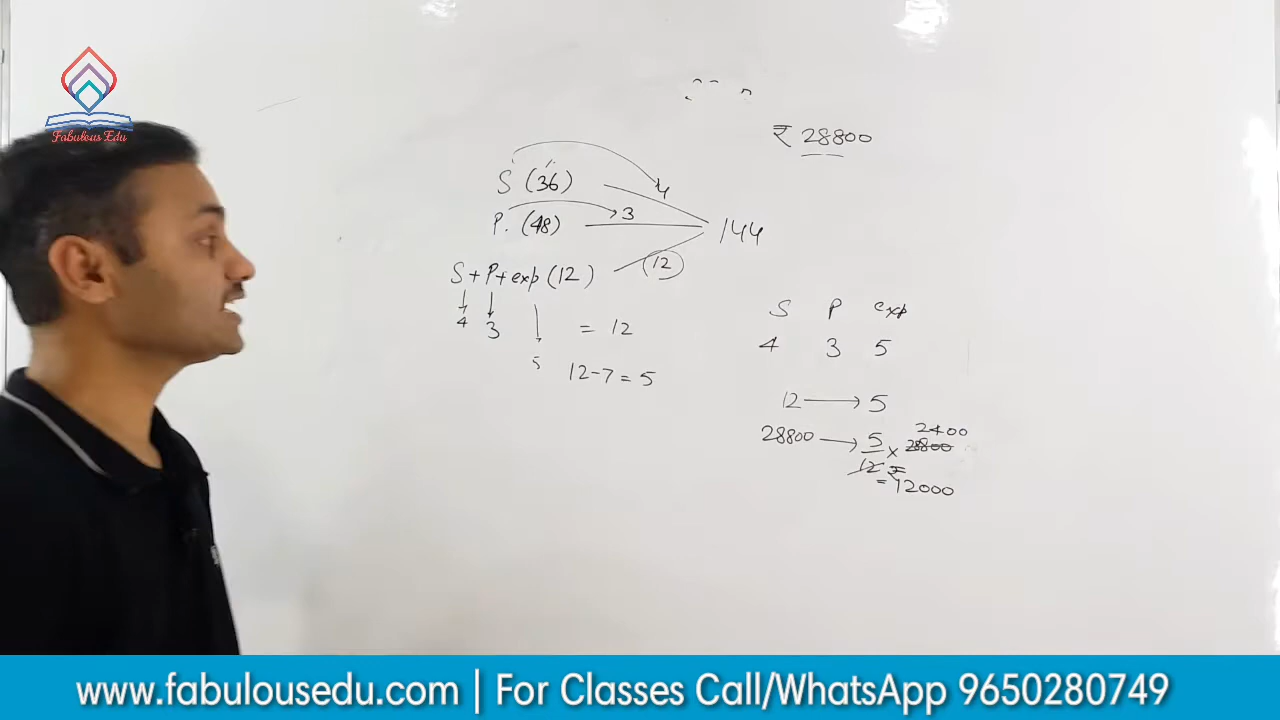 Fabulous Edu
₹ 28800
S (36) 4
P. (48) 3
144
S + P + exp (12) (12)
4 3 = 12
5 12-7 = 5
S P exp
4 3 5
12 → 5
28800 → 5/12 × 28800 2400
= ₹ 12000
www.fabulousedu.com | For Classes Call/WhatsApp 9650280749